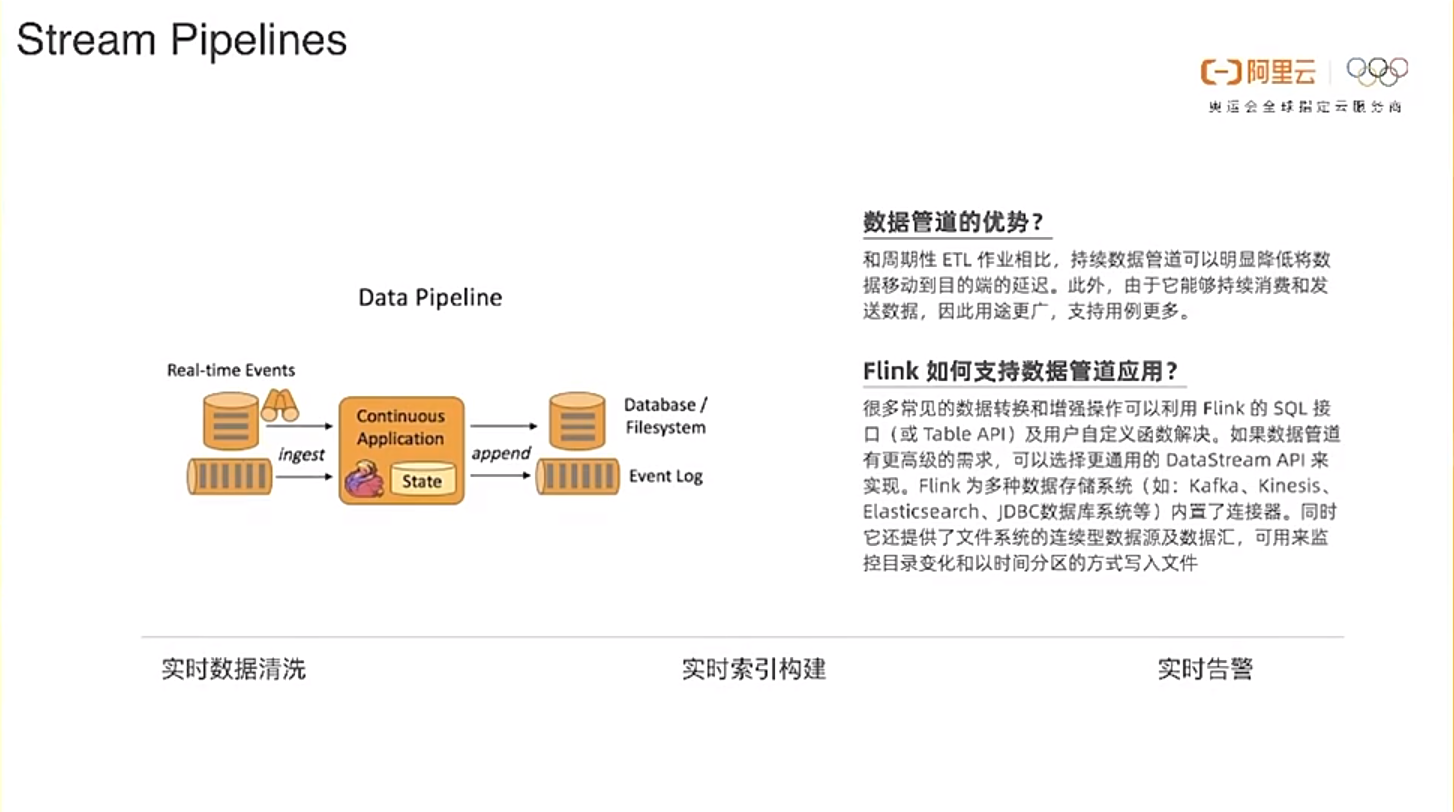 Stream Pipelines
阿里云
奥运会全球指定云服务商
Data Pipeline
Real-time Events
ingest
Continuous
Application
State
append
Database /
Filesystem
Event Log
数据管道的优势？
和周期性 ETL 作业相比，持续数据管道可以明显降低将数
据移动到目的端的延迟。此外，由于它能够持续消费和发
送数据，因此用途更广，支持用例更多。
Flink 如何支持数据管道应用？
很多常见的数据转换和增强操作可以利用 Flink 的 SQL 接
口（或 Table API）及用户自定义函数解决。如果数据管道
有更高级的需求，可以选择更通用的 DataStream API 来
实现。Flink 为多种数据存储系统（如：Kafka、Kinesis、
Elasticsearch、JDBC数据库系统等）内置了连接器。同时
它还提供了文件系统的连续型数据源及数据汇，可用来监
控目录变化和以时间分区的方式写入文件
实时数据清洗
实时索引构建
实时告警